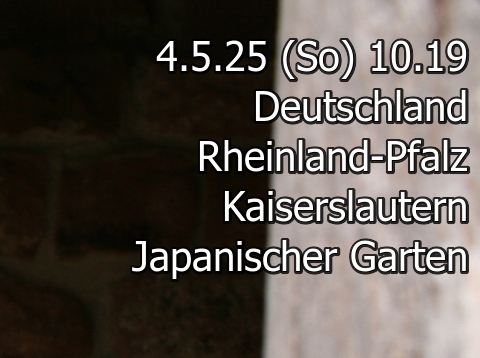 4.5.25 (So) 10.19
Deutschland
Rheinland-Pfalz
Kaiserslautern
Japanischer Garten